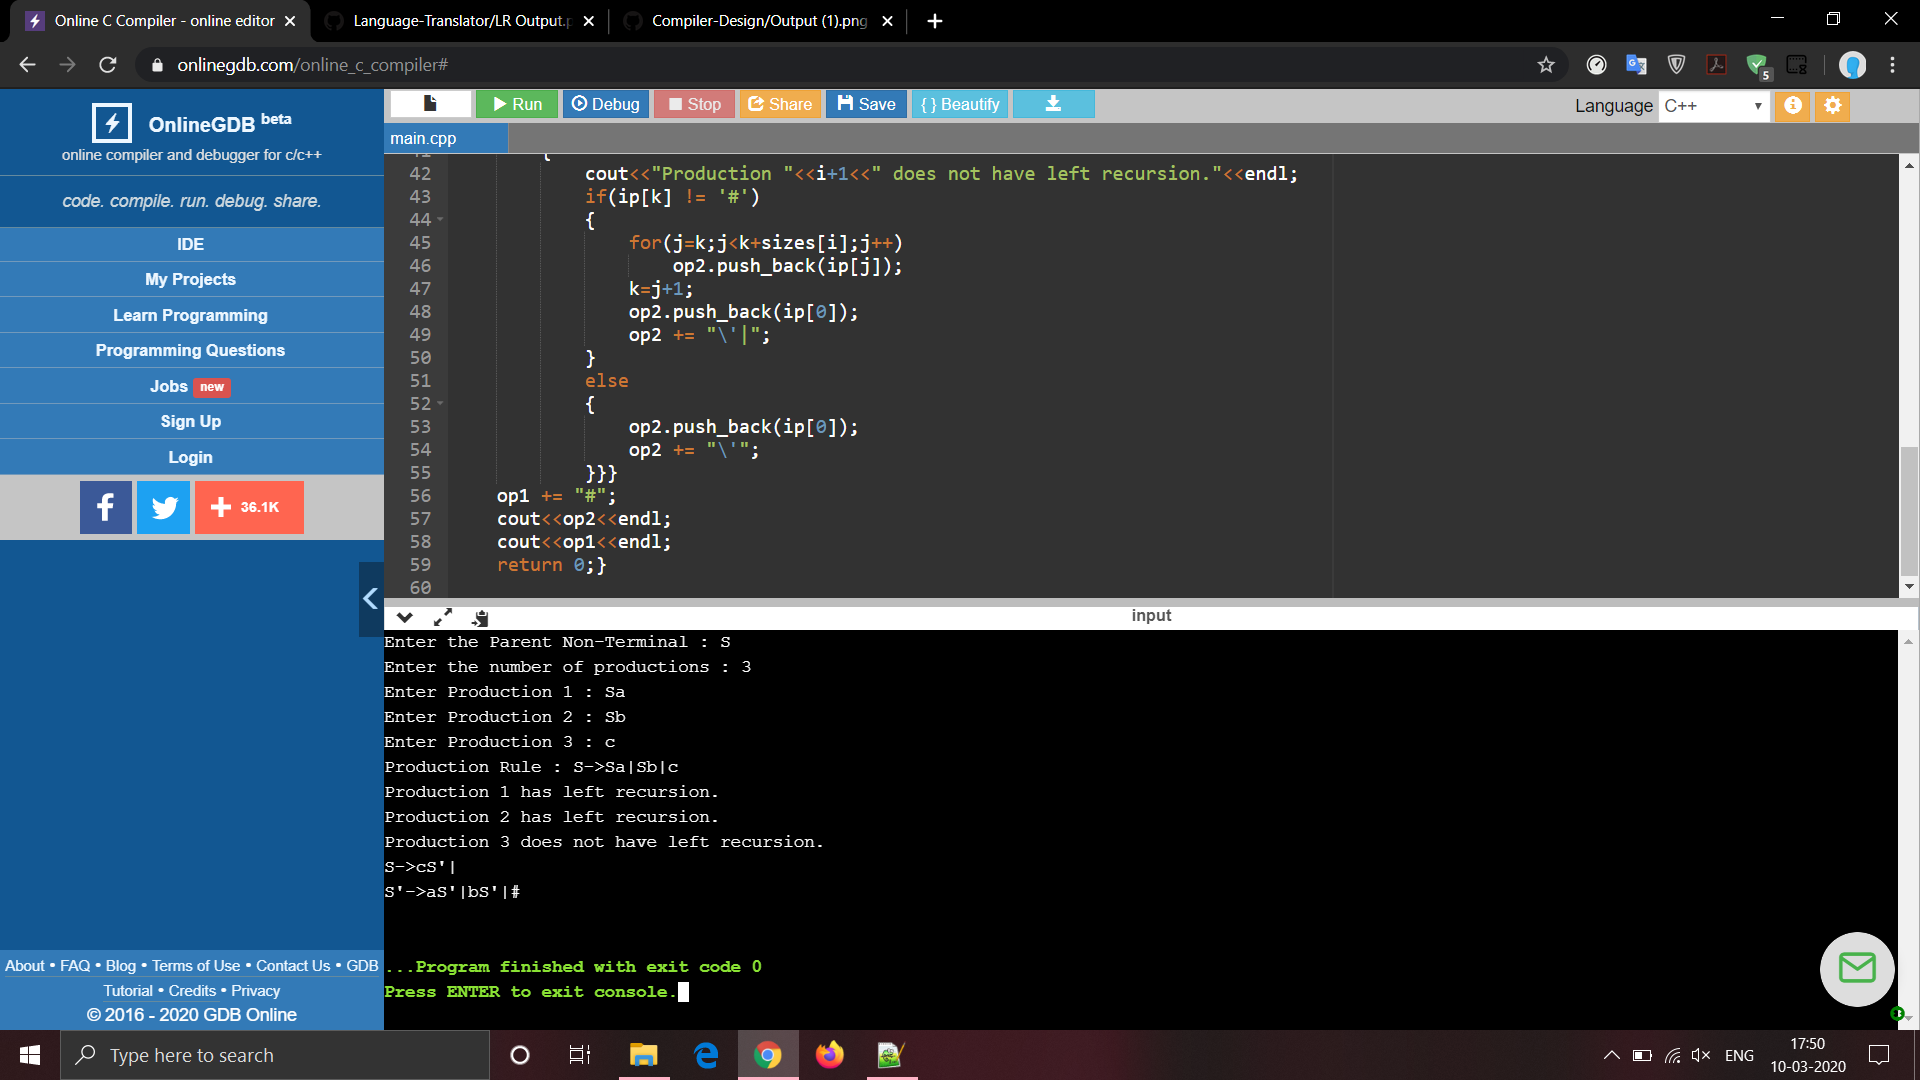 Online C Compiler - online editor
Language-Translator/LR Output.p
Compiler-Design/Output (1).png
onlinegdb.com/online_c_compiler#
5
OnlineGDB beta
online compiler and debugger for c/c++
code. compile. run. debug. share.
IDE
My Projects
Learn Programming
Programming Questions
Jobs new
Sign Up
Login
36.1K
About • FAQ • Blog • Terms of Use • Contact Us • GDB
Tutorial • Credits • Privacy
© 2016 - 2020 GDB Online
Run
Debug
Stop
Share
Save
{ } Beautify
Language C++
main.cpp
41 {
42 cout<<"Production "<<i+1<<" does not have left recursion."<<endl;
43 if(ip[k] != '#')
44 {
45 for(j=k;j<k+sizes[i];j++)
46 op2.push_back(ip[j]);
47 k=j+1;
48 op2.push_back(ip[0]);
49 op2 += "\'|";
50 }
51 else
52 {
53 op2.push_back(ip[0]);
54 op2 += "\'";
55 }}}
56 op1 += "#";
57 cout<<op2<<endl;
58 cout<<op1<<endl;
59 return 0;}
60
input
Enter the Parent Non-Terminal : S
Enter the number of productions : 3
Enter Production 1 : Sa
Enter Production 2 : Sb
Enter Production 3 : c
Production Rule : S->Sa|Sb|c
Production 1 has left recursion.
Production 2 has left recursion.
Production 3 does not have left recursion.
S->cS'|
S'->aS'|bS'|#
...Program finished with exit code 0
Press ENTER to exit console.
Type here to search
ENG
17:50
10-03-2020